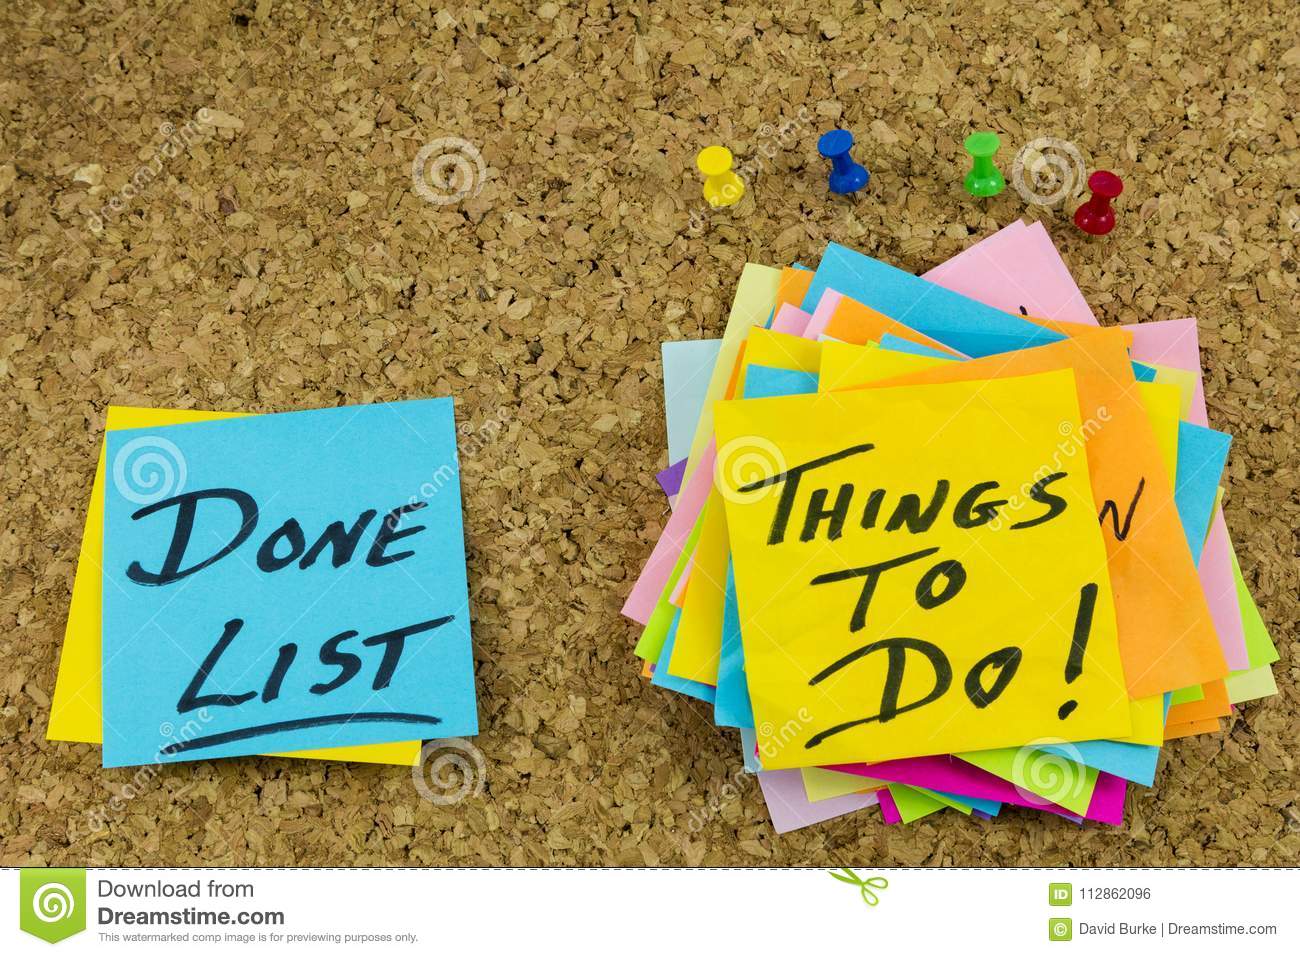 DONE
LIST
THINGS
TO
DO!
N
Download from
Dreamstime.com
This watermarked comp image is for previewing purposes only.
ID 112862096
© David Burke | Dreamstime.com
dreamstime